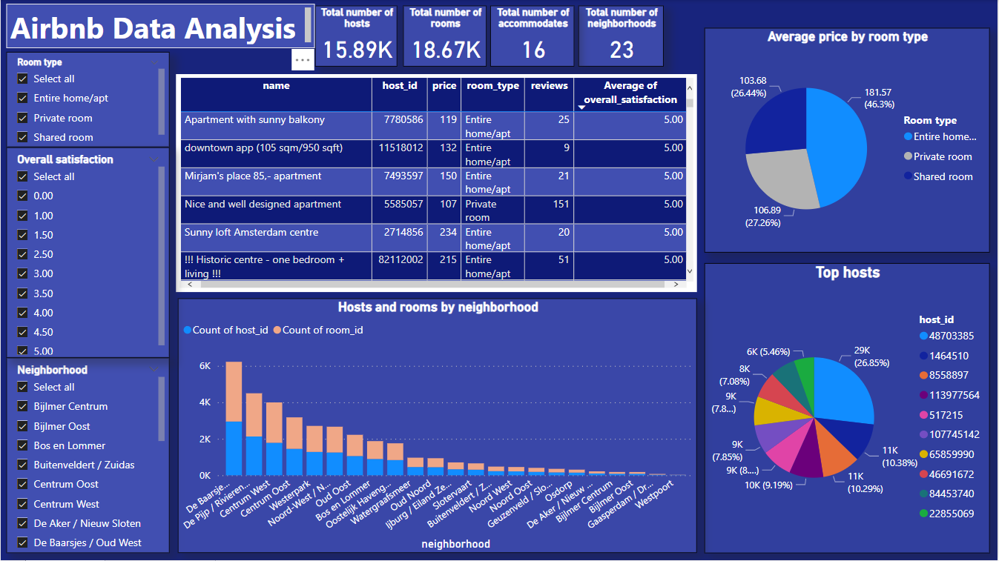 Airbnb Data Analysis
Total number of
hosts
15.89K
Total number of
rooms
18.67K
Total number of
accommodates
16
Total number of
neighborhoods
23
Room type
Select all
Entire home/apt
Private room
Shared room
Overall satisfaction
Select all
0.00
1.00
1.50
2.50
3.00
3.50
4.00
4.50
5.00
Neighborhood
Select all
Bijlmer Centrum
Bijlmer Oost
Bos en Lommer
Buitenveldert / Zuidas
Centrum Oost
Centrum West
De Aker / Nieuw Sloten
De Baarsjes / Oud West
name host_id price room_type reviews Average of
overall_satisfaction
Apartment with sunny balkony 7780586 119 Entire 25 5.00
home/apt
downtown app (105 sqm/950 sqft) 11518012 132 Entire 9 5.00
home/apt
Mirjam's place 85,- apartment 7493597 150 Entire 21 5.00
home/apt
Nice and well designed apartment 5585057 107 Private 151 5.00
room
Sunny loft Amsterdam centre 2714856 234 Entire 20 5.00
home/apt
!!! Historic centre - one bedroom + 82112002 215 Entire 51 5.00
living !!! home/apt
Hosts and rooms by neighborhood
Count of host_id Count of room_id
6K
4K
2K
0K
De Baarsje...
De Pijp / Rivieren...
Centrum West
Centrum Oost
Westerpark
Noord-West / N...
Oud Oost
Bos en Lommer
Oostelijk Haveng...
Watergraafsmeer
Oud Noord
Ijburg / Eiland Ze...
Slotervaart
Buitenveldert / Z...
Noord West
Noord Oost
Geuzenveld / Slo...
Osdorp
De Aker / Nieuw ...
Bijlmer Centrum
Bijlmer Oost
Gaasperdam / Dr...
Westpoort
neighborhood
Average price by room type
103.68
(26.44%)
181.57
(46.3%)
106.89
(27.26%)
Room type
Entire home...
Private room
Shared room
Top hosts
29K
(26.85%)
11K
(10.38%)
11K
(10.29%)
10K (9.19%)
9K (8....)
9K
(7.85%)
9K
(7.8...)
8K
(7.08%)
6K (5.46%)
host_id
48703385
1464510
8558897
113977564
517215
107745142
65859990
46691672
84453740
22855069